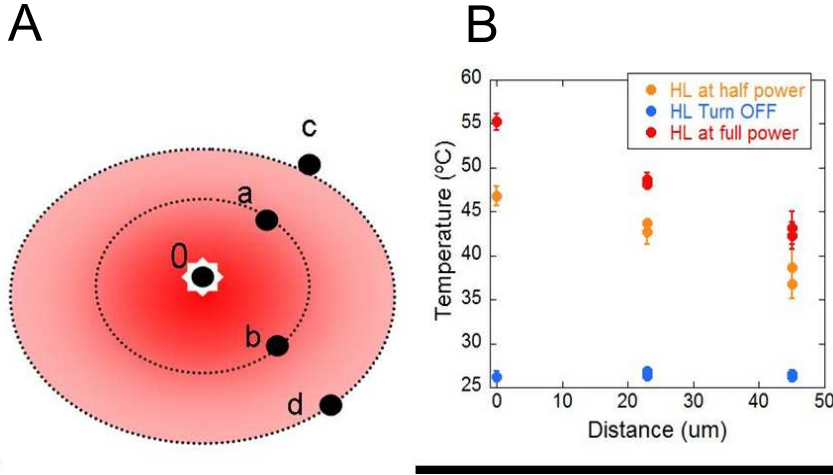 A
c
a
0
b
d
B
HL at half power
HL Turn OFF
HL at full power
Temperature (ºC)
60
55
50
45
40
35
30
25
0 10 20 30 40 50
Distance (um)